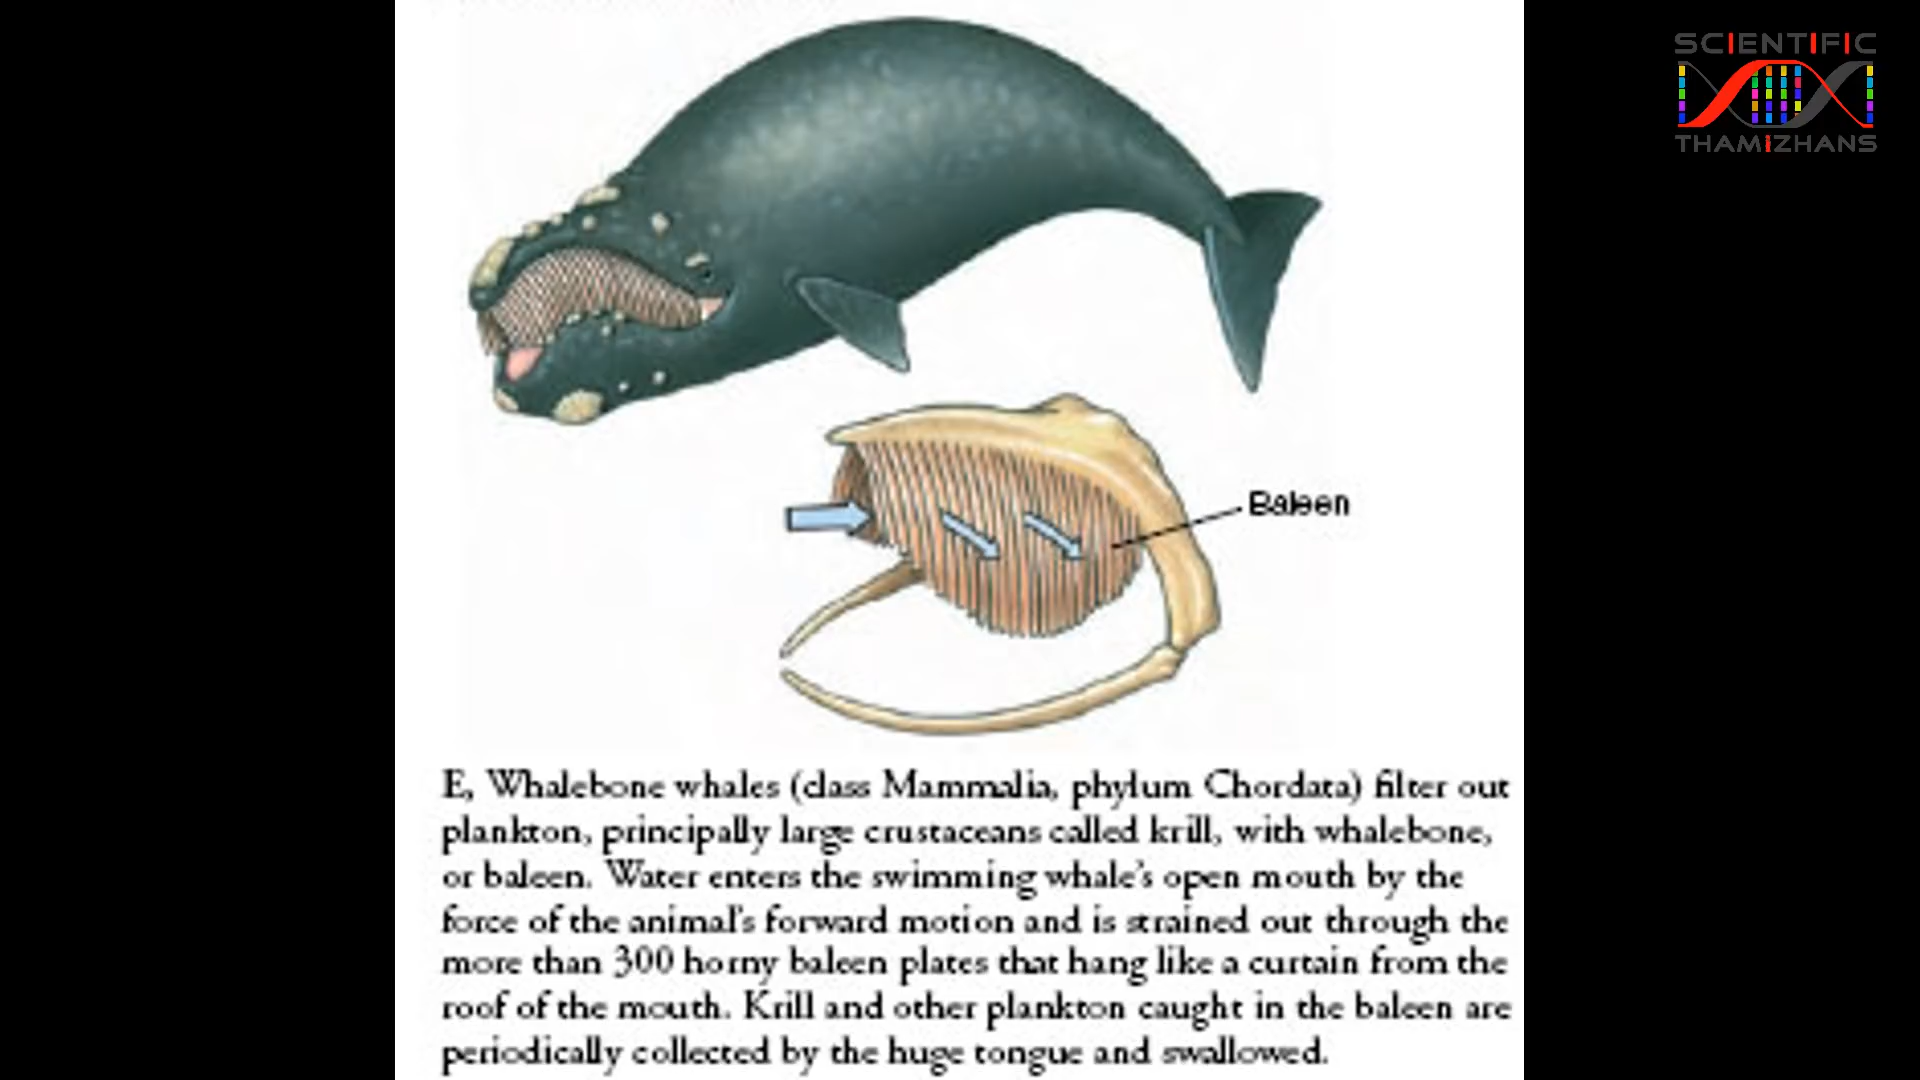 SCIENTIFIC
THAMIZHANS
Baleen
E, Whalebone whales (class Mammalia, phylum Chordata) filter out
plankton, principally large crustaceans called krill, with whalebone,
or baleen. Water enters the swimming whale's open mouth by the
force of the animal's forward motion and is strained out through the
more than 300 horny baleen plates that hang like a curtain from the
roof of the mouth. Krill and other plankton caught in the baleen are
periodically collected by the huge tongue and swallowed.